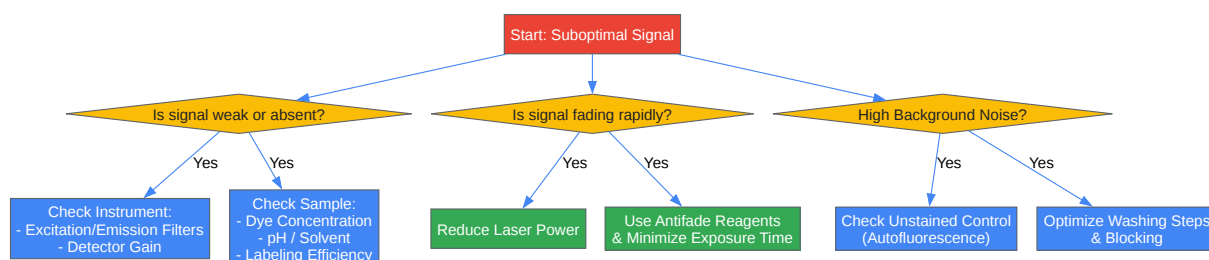 Start: Suboptimal Signal
Is signal weak or absent?
Is signal fading rapidly?
High Background Noise?
Yes
Yes
Yes
Yes
Yes
Yes
Check Instrument:
- Excitation/Emission Filters
- Detector Gain
Check Sample:
- Dye Concentration
- pH / Solvent
- Labeling Efficiency
Reduce Laser Power
Use Antifade Reagents
& Minimize Exposure Time
Check Unstained Control
(Autofluorescence)
Optimize Washing Steps
& Blocking